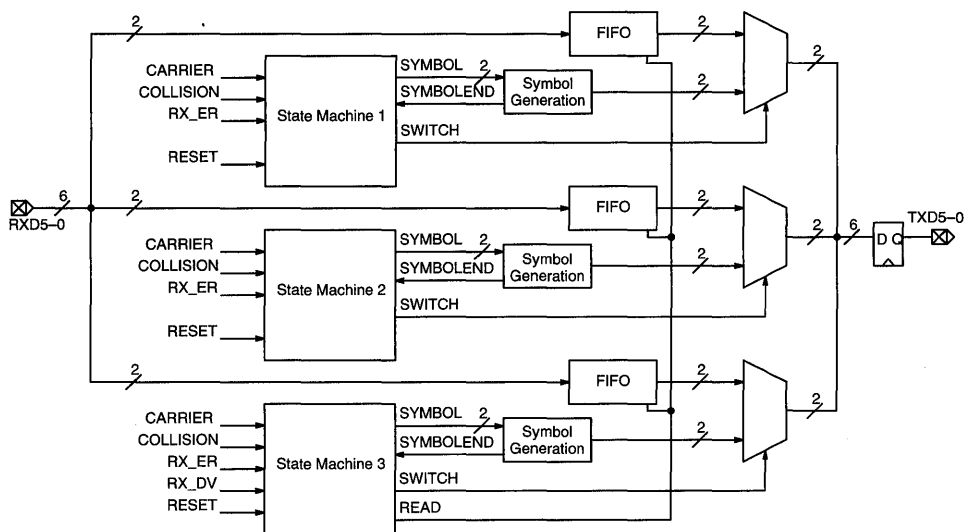 2
FIFO
2
2
CARRIER
COLLISION
RX_ER
RESET
State Machine 1
SYMBOL
2
SYMBOLEND
SWITCH
Symbol
Generation
2
RXD5-0
6
2
FIFO
2
2
6
D Q
TXD5-0
CARRIER
COLLISION
RX_ER
RESET
State Machine 2
SYMBOL
2
SYMBOLEND
SWITCH
Symbol
Generation
2
2
FIFO
2
2
CARRIER
COLLISION
RX_ER
RX_DV
RESET
State Machine 3
SYMBOL
2
SYMBOLEND
SWITCH
READ
Symbol
Generation
2